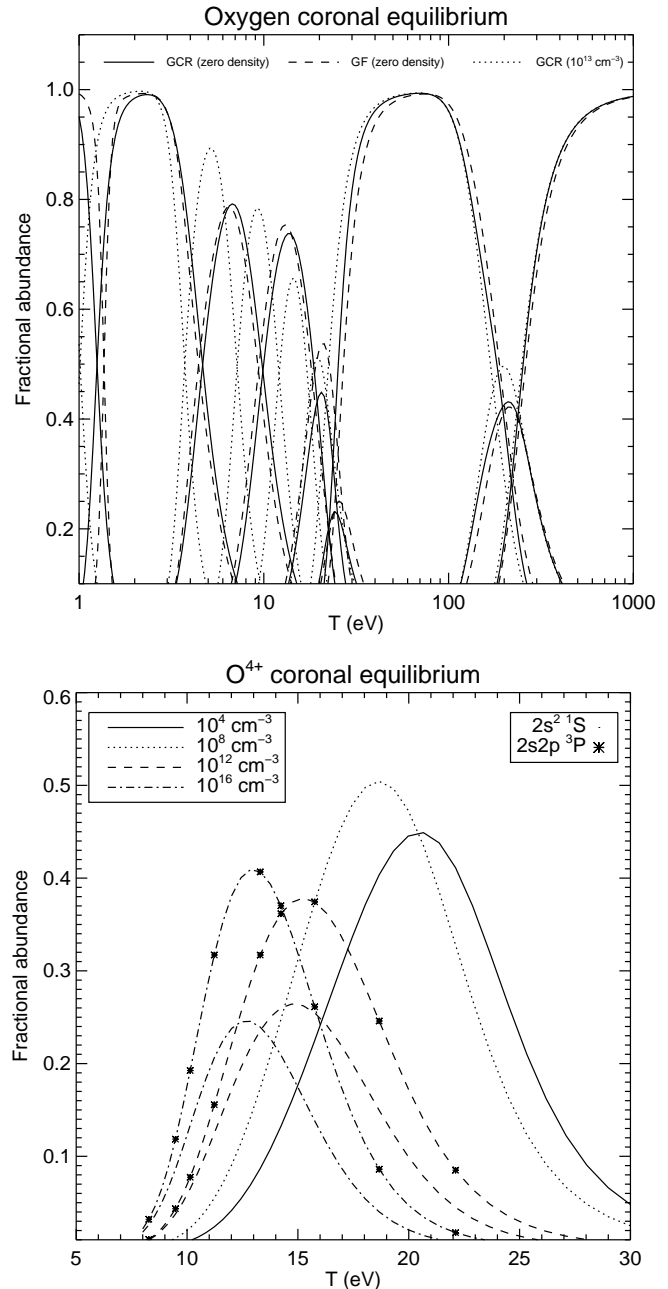 Oxygen coronal equilibrium
GCR (zero density) GF (zero density) GCR (10¹³ cm⁻³)
1.0
0.8
0.6
0.4
0.2
Fractional abundance
1 10 100 1000
T (eV)
O⁴⁺ coronal equilibrium
0.6
0.5
0.4
0.3
0.2
0.1
Fractional abundance
10⁴ cm⁻³
10⁸ cm⁻³
10¹² cm⁻³
10¹⁶ cm⁻³
2s² ¹S
2s2p ³P
5 10 15 20 25 30
T (eV)